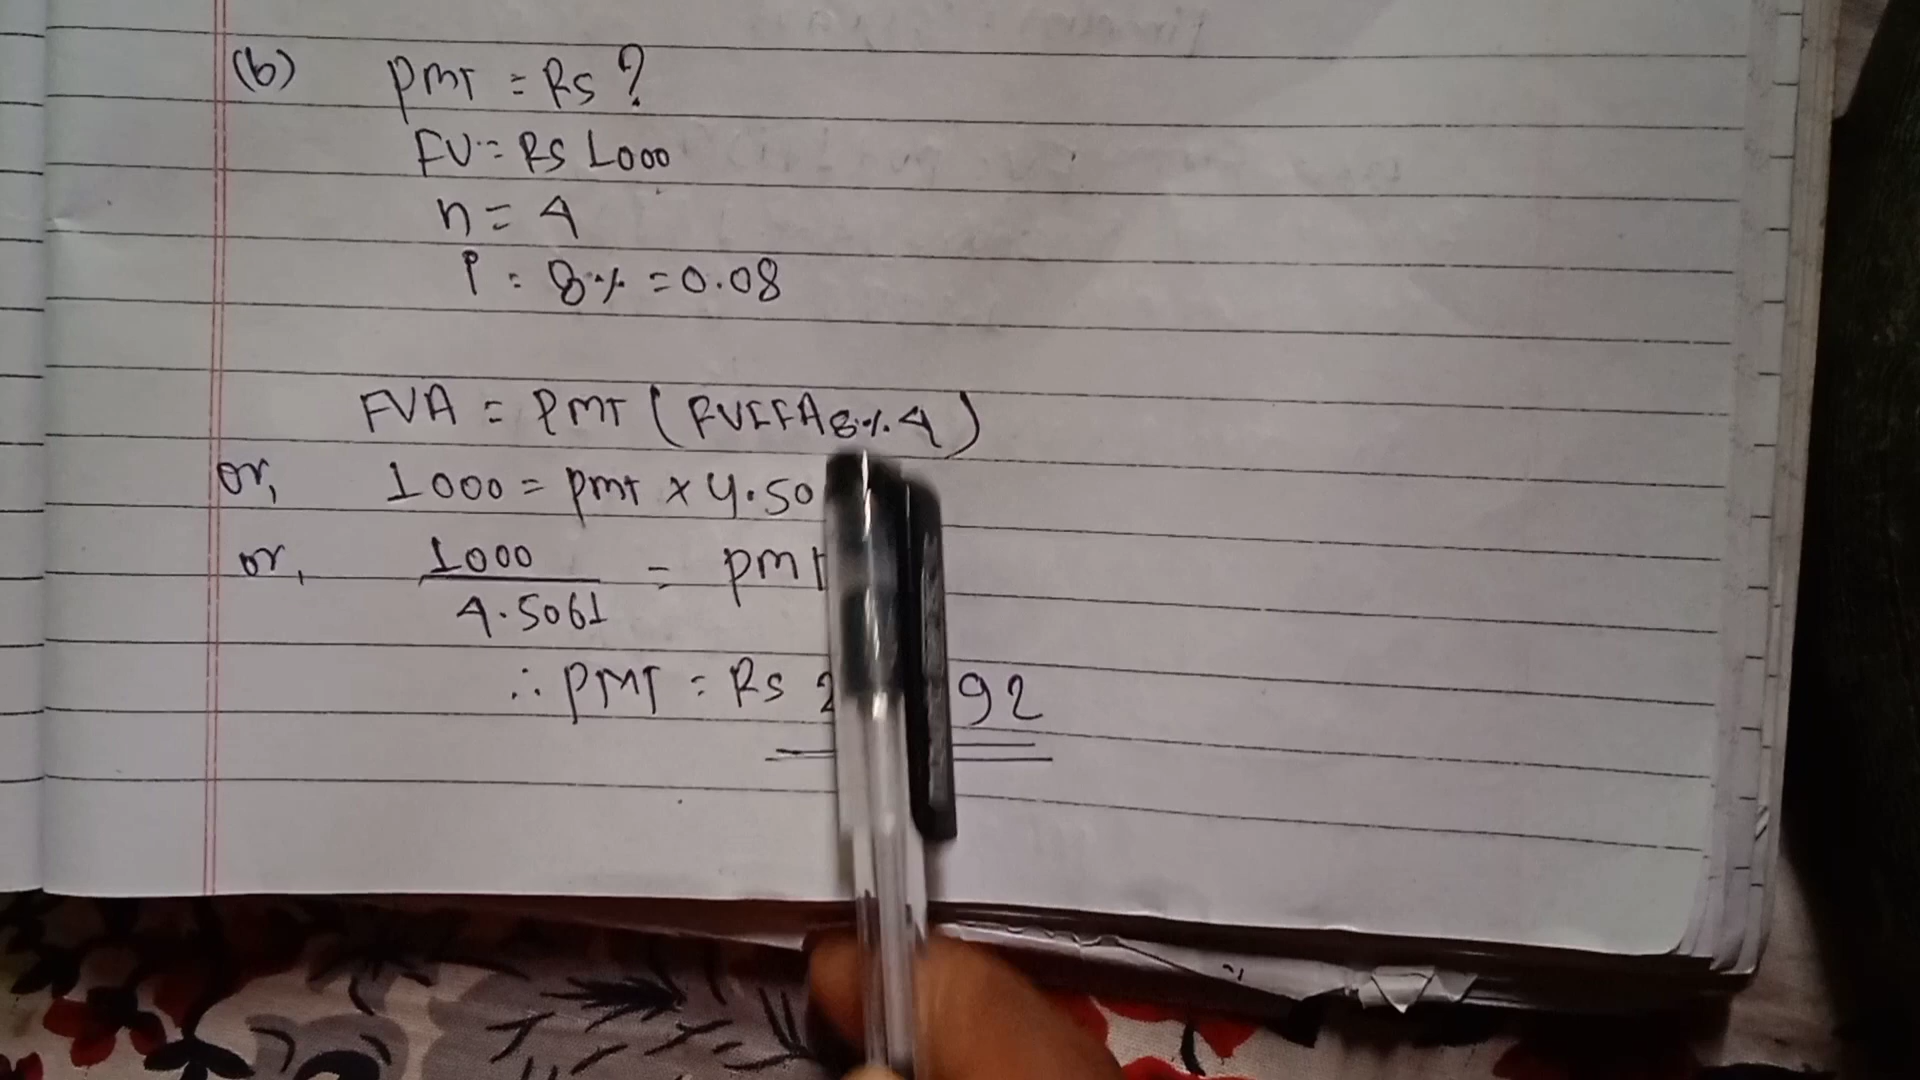 (b) PMT = Rs ?
FV = Rs 1000
n = 4
i = 8% = 0.08
FVA = PMT (FVIFA8%4)
or, 1000 = PMT x 4.50
or, 1000/4.5061 = PMT
∴ PMT = Rs 2 92